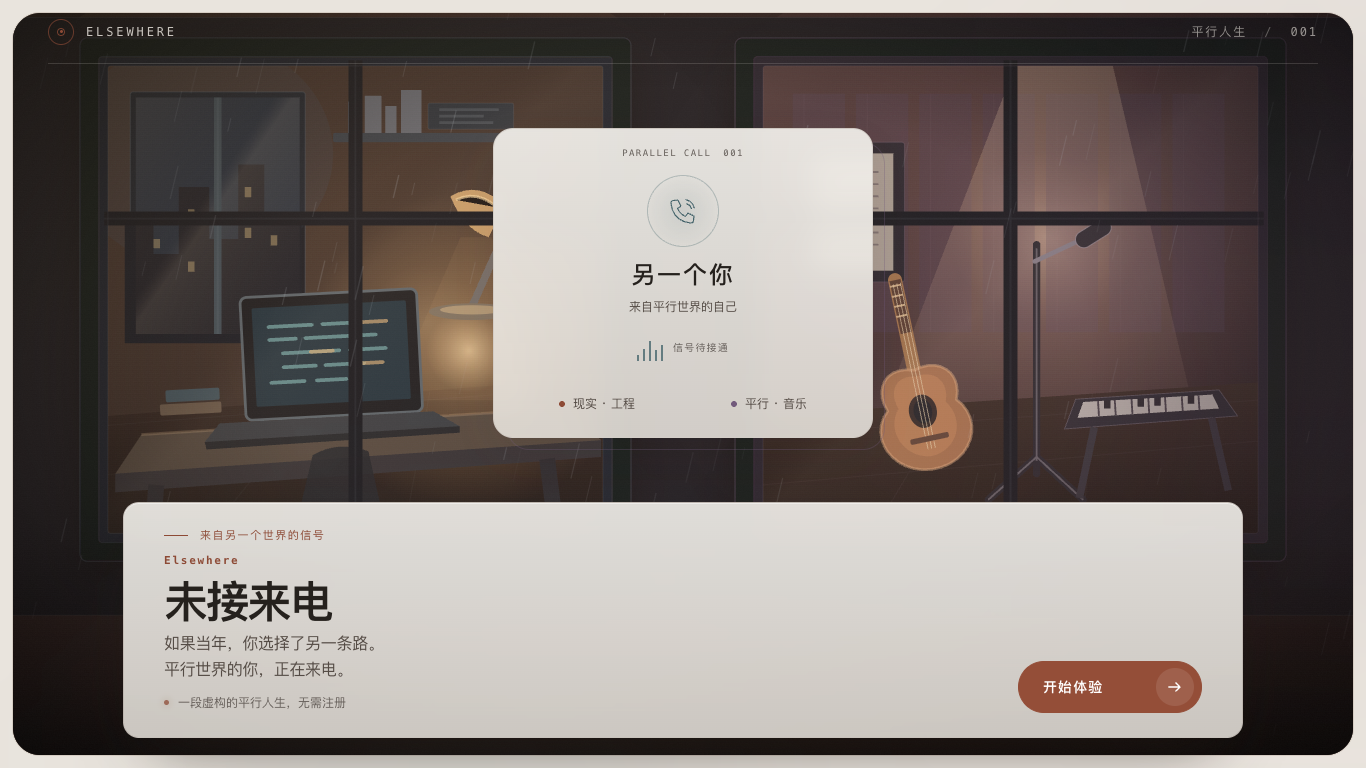 ELSEWHERE
平行人生 / 001
PARALLEL CALL 001
另一个你
来自平行世界的自己
信号待接通
现实 · 工程
平行 · 音乐
来自另一个世界的信号
Elsewhere
未接来电
如果当年，你选择了另一条路。
平行世界的你，正在来电。
一段虚构的平行人生，无需注册
开始体验